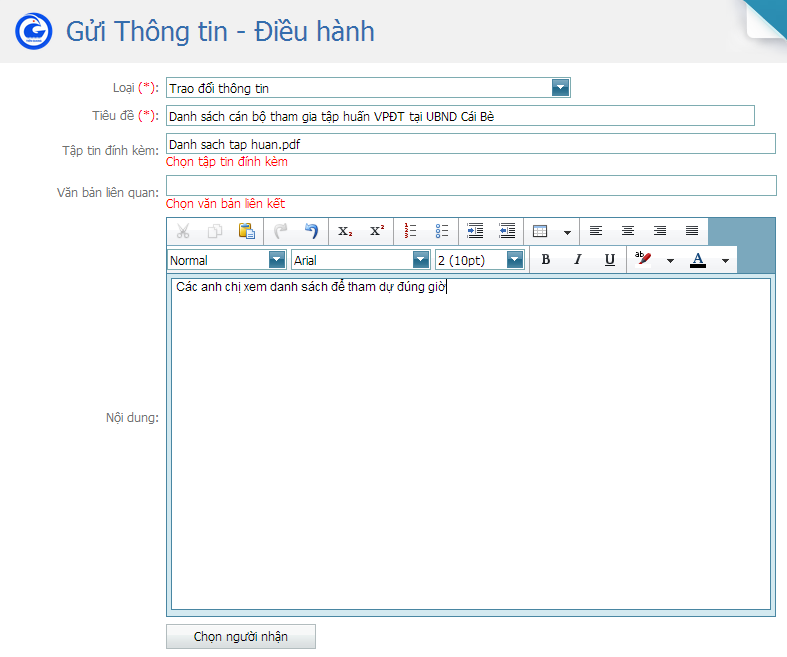 Gửi Thông tin - Điều hành
Loại (*): Trao đổi thông tin
Tiêu đề (*): Danh sách cán bộ tham gia tập huấn VPĐT tại UBND Cái Bè
Tập tin đính kèm: Danh sach tap huan.pdf
Chọn tập tin đính kèm
Văn bản liên quan:
Chọn văn bản liên kết
Normal Arial 2 (10pt) B I U ab A
Các anh chị xem danh sách để tham dự đúng giờ
Nội dung:
Chọn người nhận